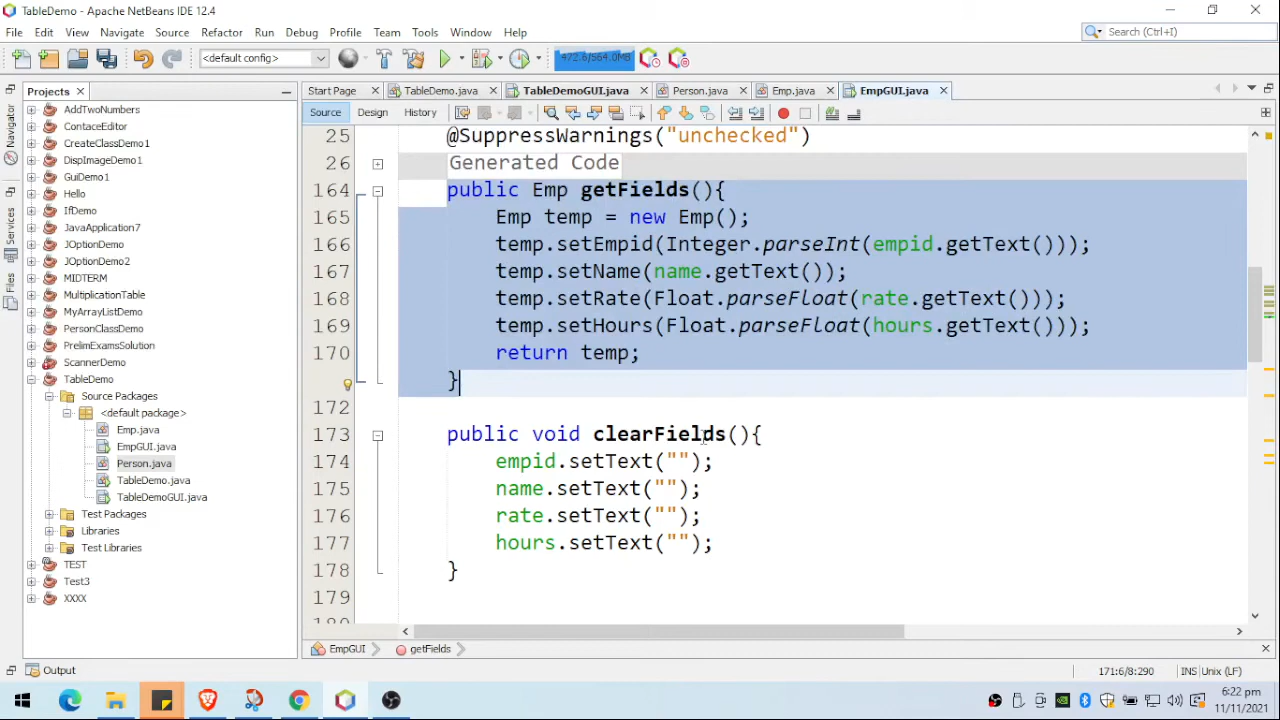 TableDemo - Apache NetBeans IDE 12.4
File Edit View Navigate Source Refactor Run Debug Profile Team Tools Window Help
Search (Ctrl+I)
<default config>
472.6/564.0MB
Projects
Start Page
TableDemo.java
TableDemoGUI.java
Person.java
Emp.java
EmpGUI.java
Source Design History
Navigator
Services
Files
AddTwoNumbers
ContaceEditor
CreateClassDemo1
DispImageDemo1
GuiDemo1
Hello
IfDemo
JavaApplication7
JOptionDemo
JOptionDemo2
MIDTERM
MultiplicationTable
MyArrayListDemo
PersonClassDemo
PrelimExamsSolution
ScannerDemo
TableDemo
Source Packages
<default package>
Emp.java
EmpGUI.java
Person.java
TableDemo.java
TableDemoGUI.java
Test Packages
Libraries
Test Libraries
TEST
Test3
XXXX
25 @SuppressWarnings("unchecked")
26 Generated Code
164 public Emp getFields(){
165 Emp temp = new Emp();
166 temp.setEmpid(Integer.parseInt(empid.getText()));
167 temp.setName(name.getText());
168 temp.setRate(Float.parseFloat(rate.getText()));
169 temp.setHours(Float.parseFloat(hours.getText()));
170 return temp;
}
172
173 public void clearFields(){
174 empid.setText("");
175 name.setText("");
176 rate.setText("");
177 hours.setText("");
178 }
179
EmpGUI getFields
Output
171:6/8:290 INS Unix (LF)
6:22 pm
11/11/2021